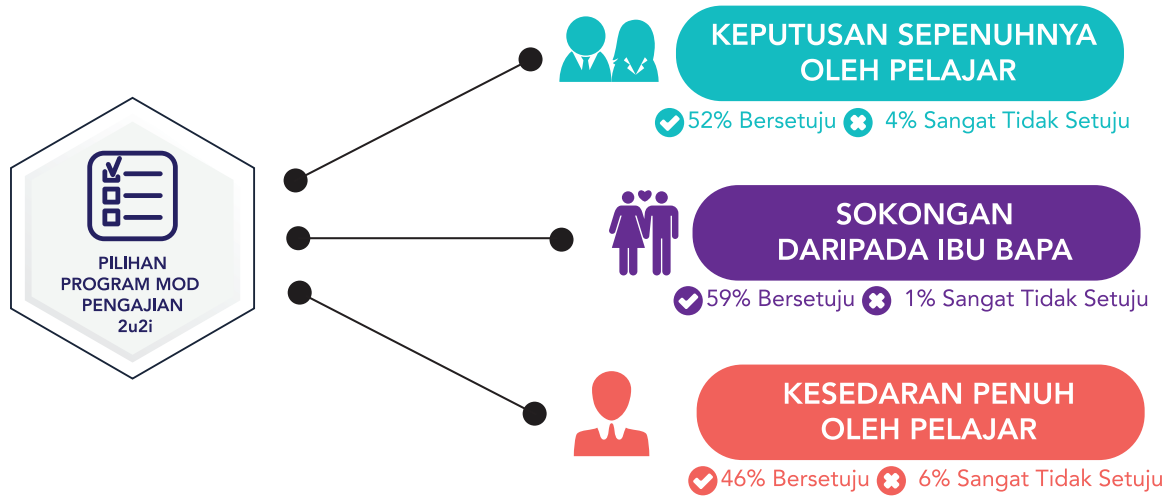 PILIHAN
PROGRAM MOD
PENGAJIAN
2u2i
KEPUTUSAN SEPENUHNYA
OLEH PELAJAR
52% Bersetuju 4% Sangat Tidak Setuju
SOKONGAN
DARIPADA IBU BAPA
59% Bersetuju 1% Sangat Tidak Setuju
KESEDARAN PENUH
OLEH PELAJAR
46% Bersetuju 6% Sangat Tidak Setuju